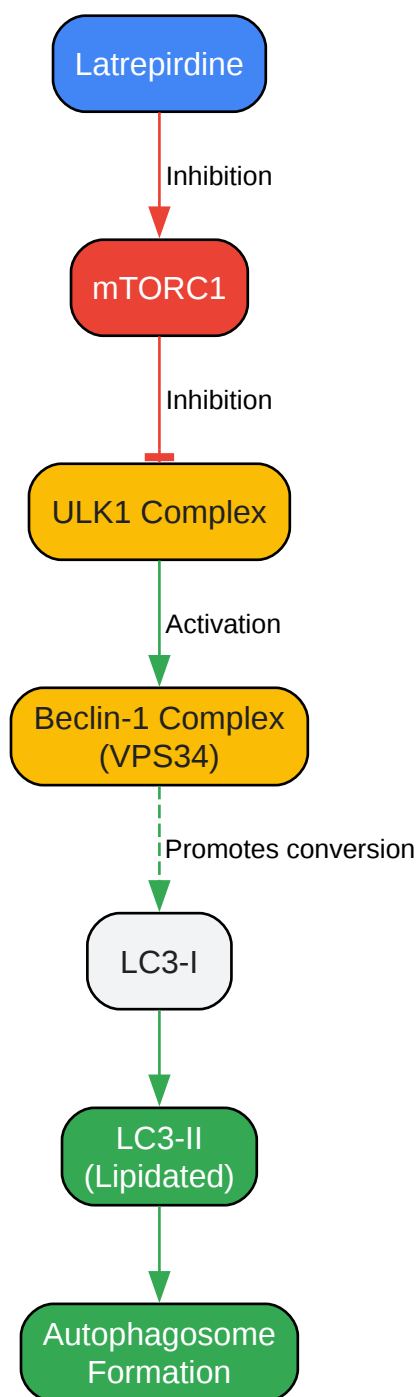 Latrepirdine
Inhibition
mTORC1
Inhibition
ULK1 Complex
Activation
Beclin-1 Complex
(VPS34)
Promotes conversion
LC3-I
LC3-II
(Lipidated)
Autophagosome
Formation